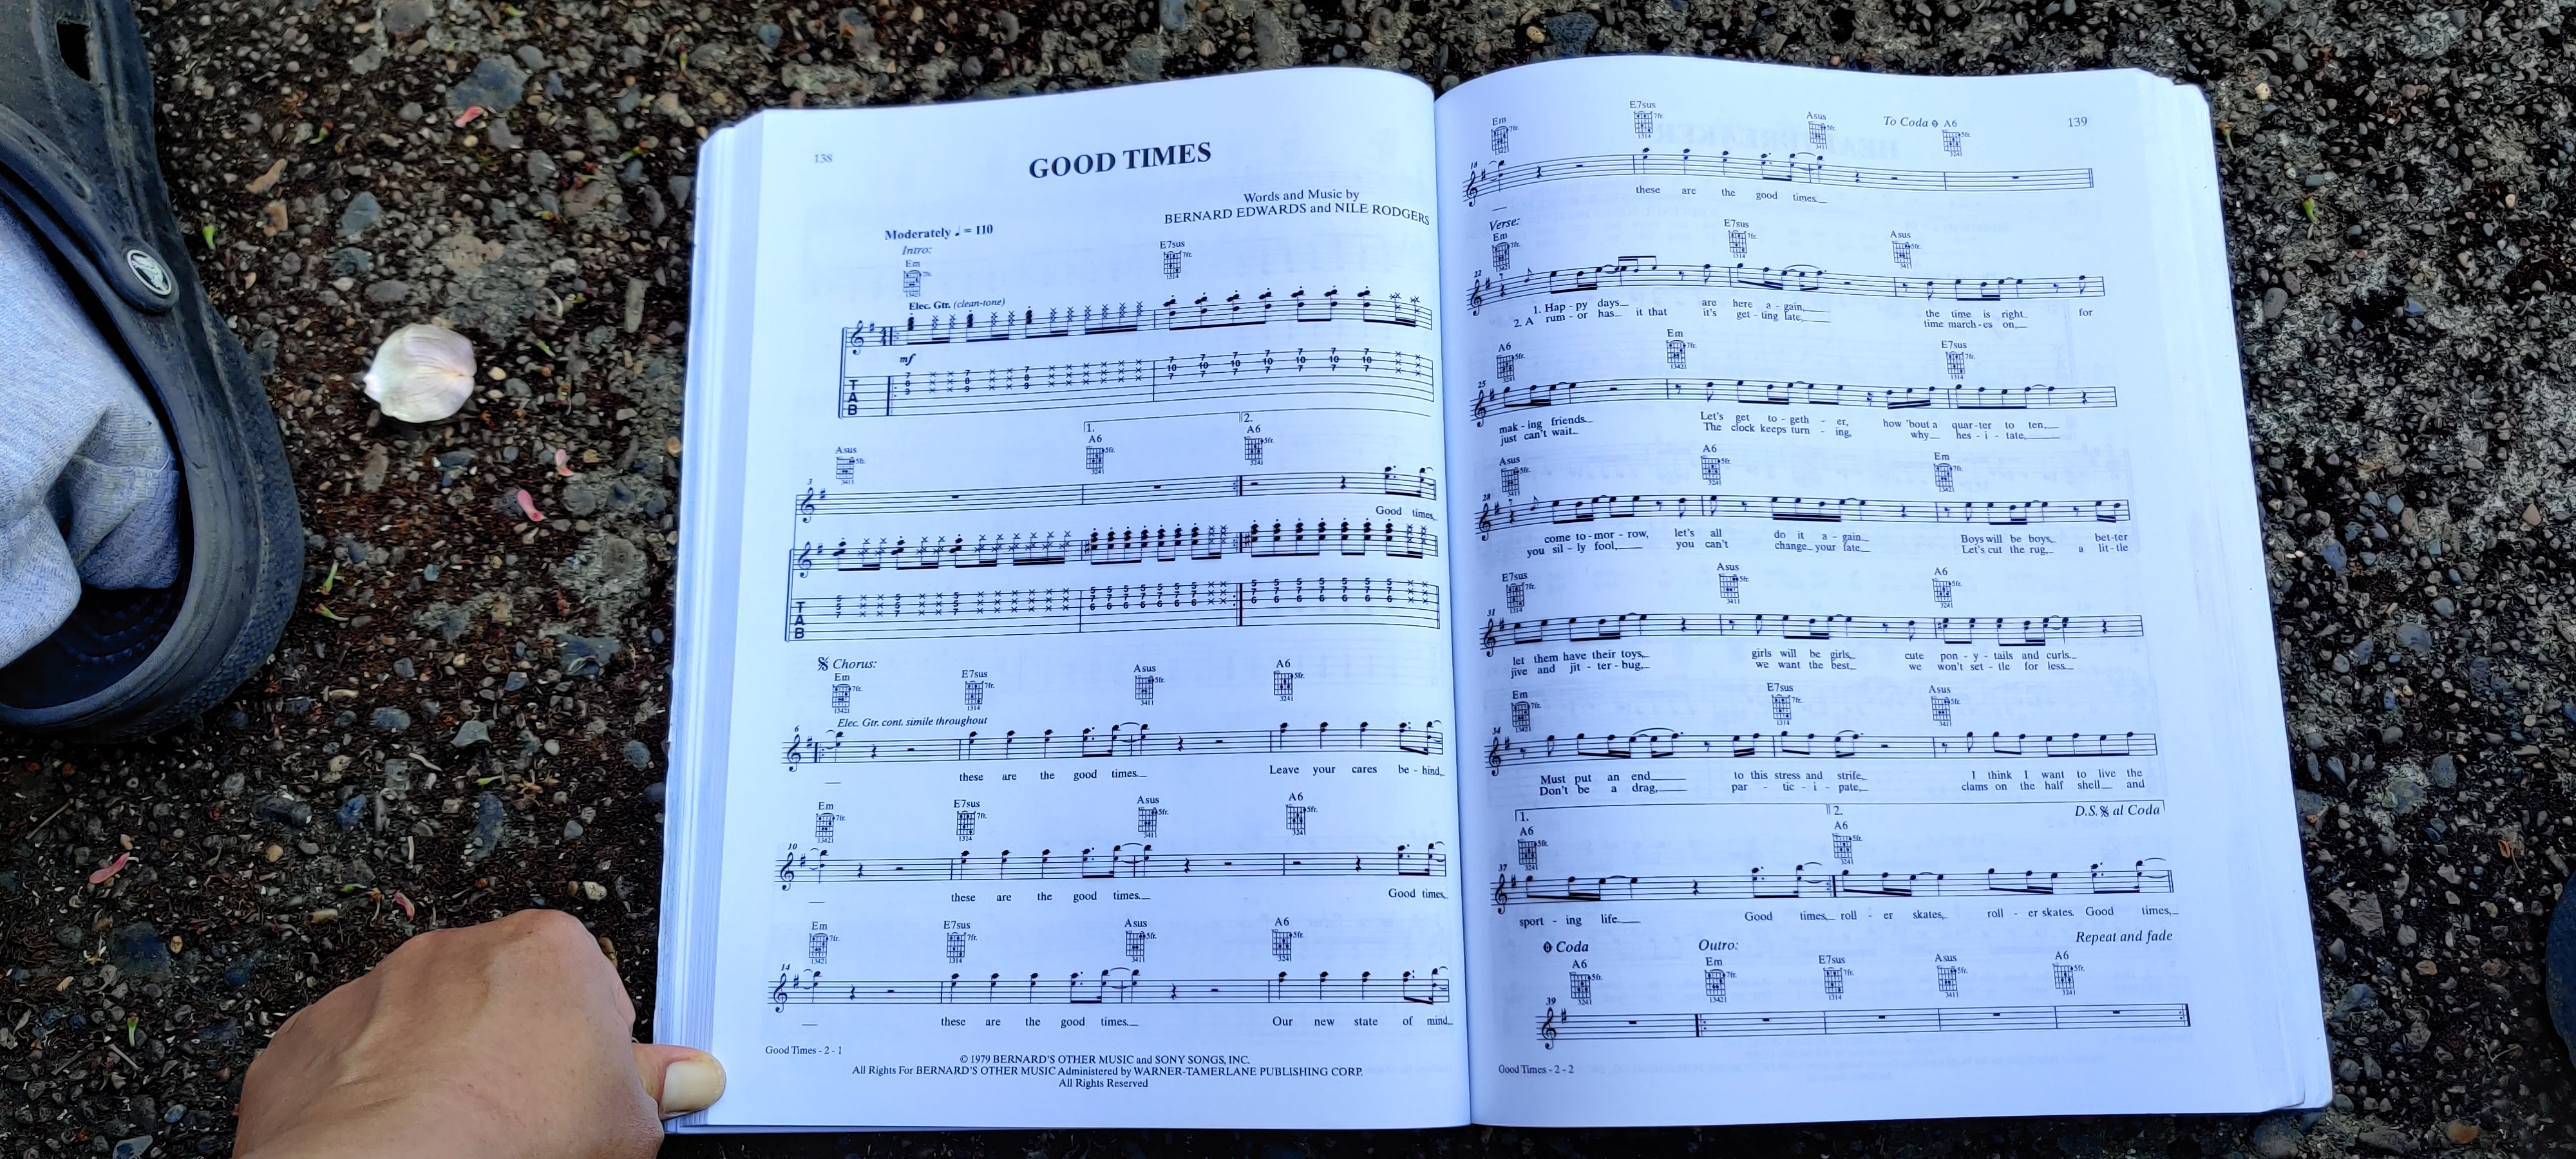 138
GOOD TIMES
Words and Music by
BERNARD EDWARDS and NILE RODGERS
Moderately ♩ = 110
Intro:
Em E7sus
Elec. Gtr. (clean-tone)
mf
1. 2.
Asus A6 A6
3
Good times,
𝄋 Chorus:
Em E7sus Asus A6
Elec. Gtr. cont. simile throughout
6
these are the good times. Leave your cares be - hind,
Em E7sus Asus A6
10
these are the good times. Good times,
Em E7sus Asus A6
14
these are the good times. Our new state of mind,
Good Times - 2 - 1
© 1979 BERNARD'S OTHER MUSIC and SONY SONGS, INC.
All Rights For BERNARD'S OTHER MUSIC Administered by WARNER-TAMERLANE PUBLISHING CORP.
All Rights Reserved
139
Em E7sus Asus To Coda 𝄌 A6
18
these are the good times.
Verse:
Em E7sus Asus
22
1. Hap - py days are here a - gain, the time is right for
2. A rum - or has it that it's get - ting late, time march - es on,
A6 Em E7sus
25
mak - ing friends. Let's get to - geth - er, how 'bout a quar - ter to ten,
just can't wait. The clock keeps turn - ing, why hes - i - tate,
Asus A6 Em
28
come to - mor - row, let's all do it a - gain. Boys will be boys, bet - ter
you sil - ly fool, you can't change your fate. Let's cut the rug, a lit - tle
E7sus Asus A6
31
let them have their toys, girls will be girls, cute pon - y - tails and curls.
jive and jit - ter - bug, we want the best, we won't set - tle for less.
Em E7sus Asus
34
Must put an end to this stress and strife, I think I want to live the
Don't be a drag, par - tic - i - pate, clams on the half shell and
1. 2. D.S. 𝄋 al Coda
A6 A6
37
sport - ing life. Good times, roll - er skates, roll - er skates. Good times,
𝄌 Coda Outro: Repeat and fade
A6 Em E7sus Asus A6
39
Good Times - 2 - 2